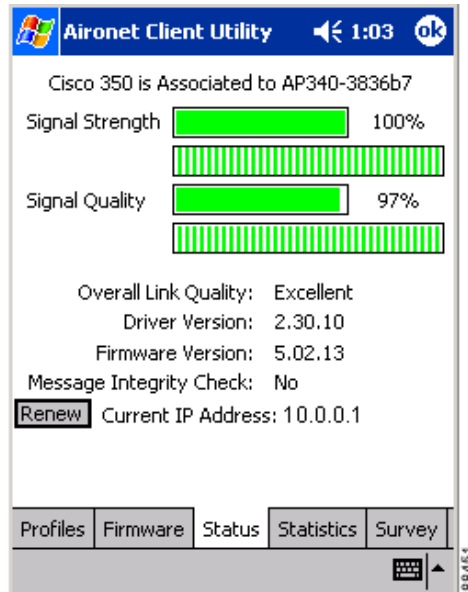 Aironet Client Utility 1:03 ok
Cisco 350 is Associated to AP340-3836b7
Signal Strength 100%
Signal Quality 97%
Overall Link Quality: Excellent
Driver Version: 2.30.10
Firmware Version: 5.02.13
Message Integrity Check: No
Renew Current IP Address: 10.0.0.1
Profiles Firmware Status Statistics Survey
88451